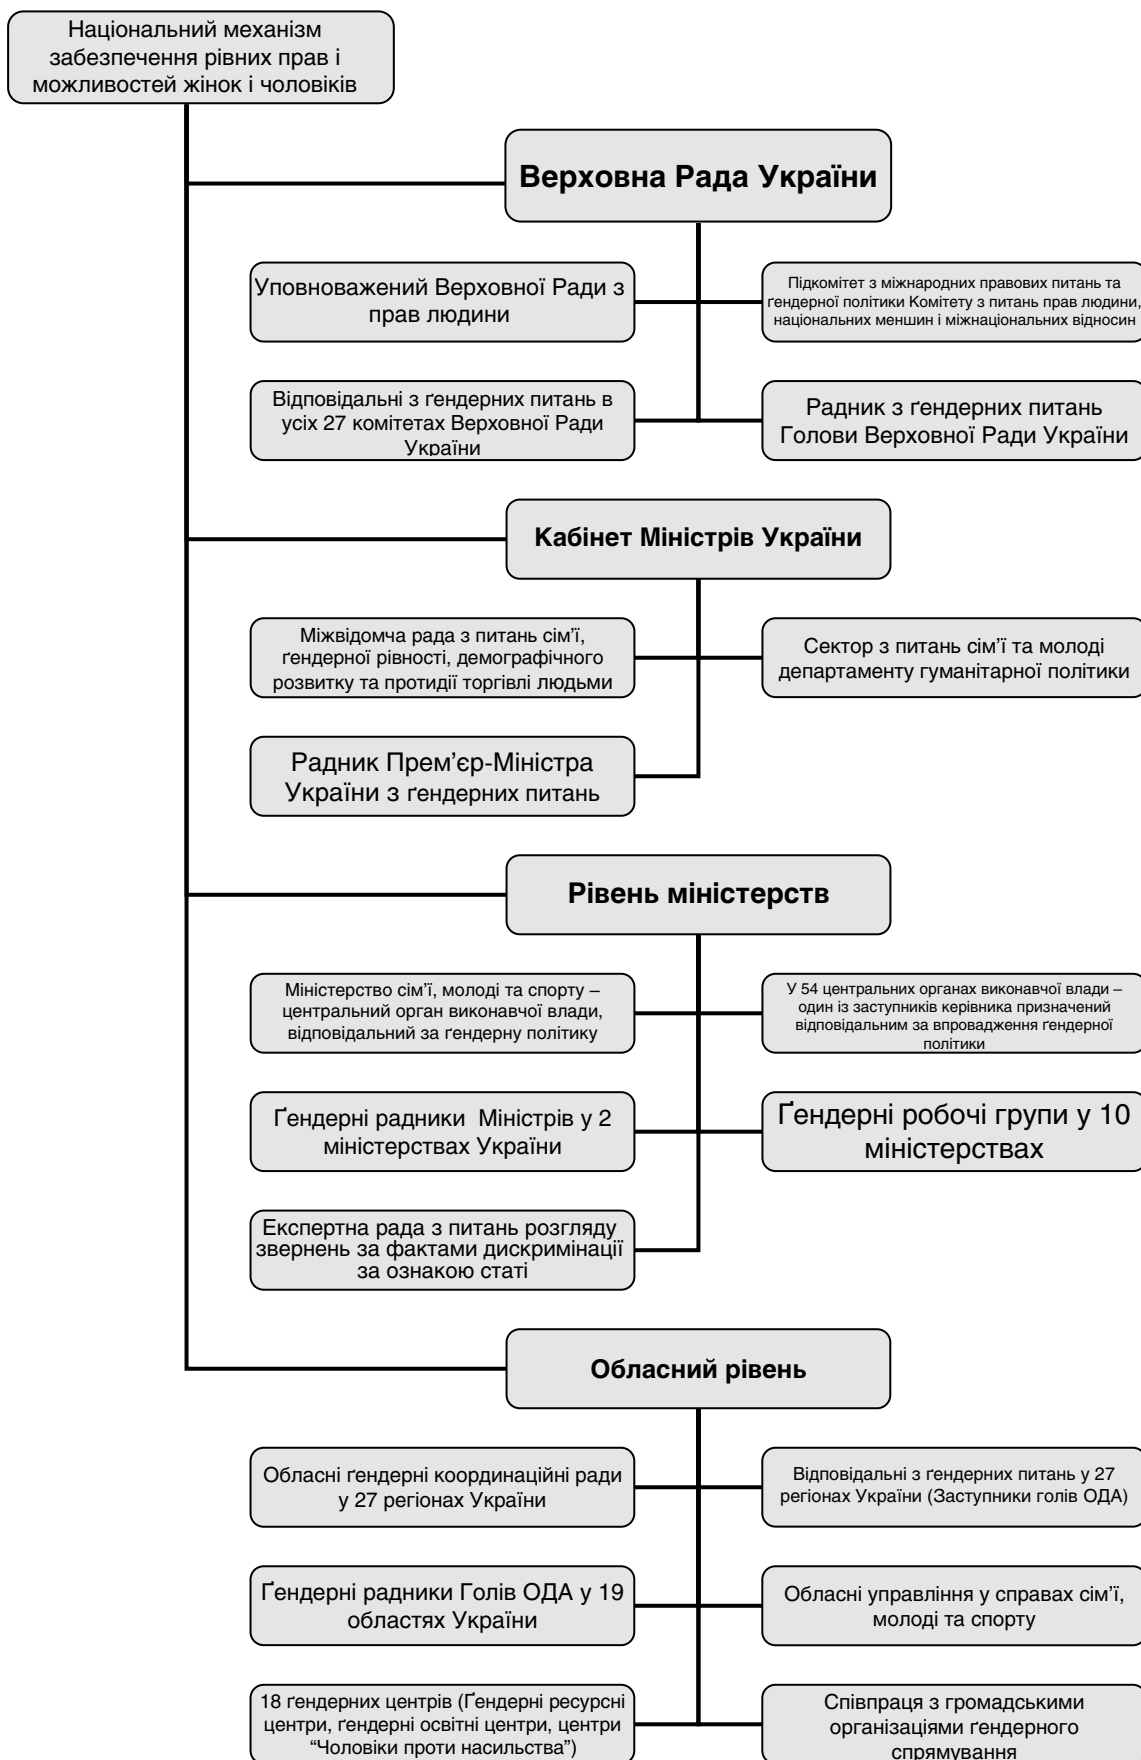 Національний механізм
забезпечення рівних прав і
можливостей жінок і чоловіків
Верховна Рада України
Уповноважений Верховної Ради з
прав людини
Підкомітет з міжнародних правових питань та
ґендерної політики Комітету з питань прав людини,
національних меншин і міжнаціональних відносин
Відповідальні з ґендерних питань в
усіх 27 комітетах Верховної Ради
України
Радник з ґендерних питань
Голови Верховної Ради України
Кабінет Міністрів України
Міжвідомча рада з питань сім’ї,
ґендерної рівності, демографічного
розвитку та протидії торгівлі людьми
Сектор з питань сім’ї та молоді
департаменту гуманітарної політики
Радник Прем’єр-Міністра
України з ґендерних питань
Рівень міністерств
Міністерство сім’ї, молоді та спорту –
центральний орган виконавчої влади,
відповідальний за ґендерну політику
У 54 центральних органах виконавчої влади –
один із заступників керівника призначений
відповідальним за впровадження ґендерної
політики
Ґендерні радники Міністрів у 2
міністерствах України
Ґендерні робочі групи у 10
міністерствах
Експертна рада з питань розгляду
звернень за фактами дискримінації
за ознакою статі
Обласний рівень
Обласні ґендерні координаційні ради
у 27 регіонах України
Відповідальні з ґендерних питань у 27
регіонах України (Заступники голів ОДА)
Ґендерні радники Голів ОДА у 19
областях України
Обласні управління у справах сім’ї,
молоді та спорту
18 ґендерних центрів (Ґендерні ресурсні
центри, ґендерні освітні центри, центри
“Чоловіки проти насильства”)
Співпраця з громадськими
організаціями ґендерного
спрямування